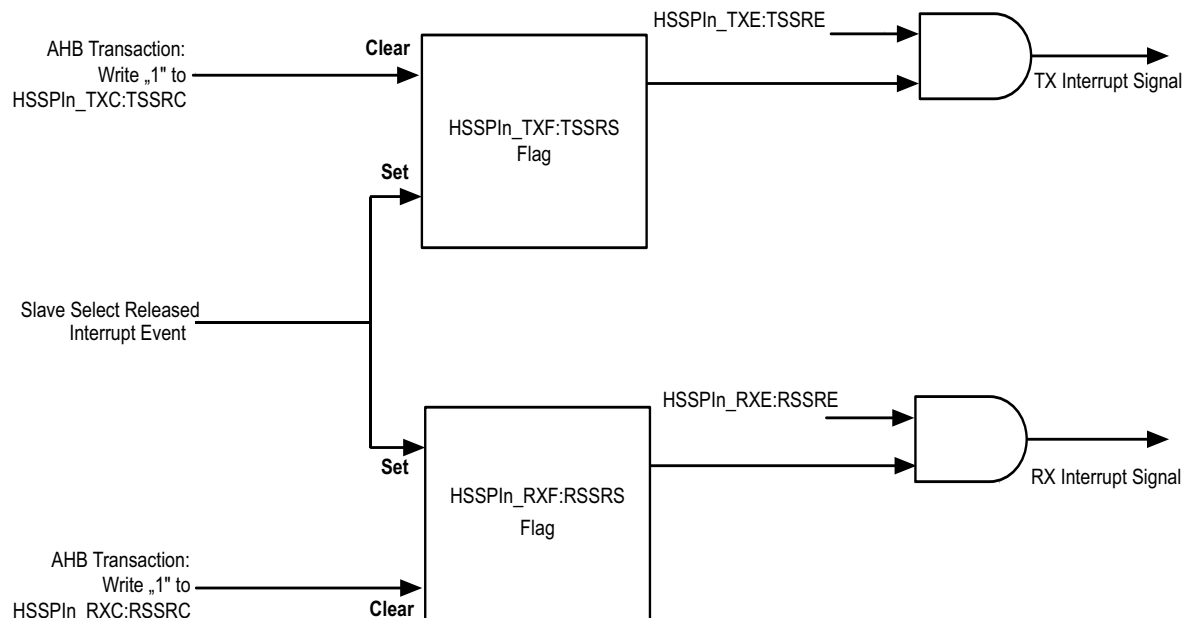 HSSPIn_TXE:TSSRE
AHB Transaction:
Write „1" to
HSSPIn_TXC:TSSRC
Clear
TX Interrupt Signal
HSSPIn_TXF:TSSRS
Flag
Set
Slave Select Released
Interrupt Event
HSSPIn_RXE:RSSRE
Set
RX Interrupt Signal
HSSPIn_RXF:RSSRS
Flag
AHB Transaction:
Write „1" to
HSSPIn_RXC:RSSRC
Clear